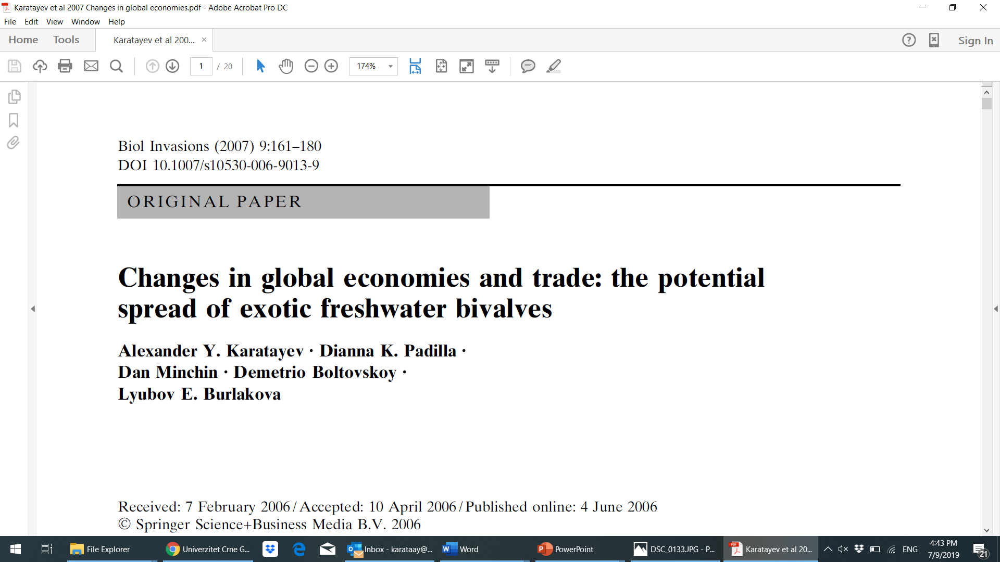 Karatayev et al 2007 Changes in global economies.pdf - Adobe Acrobat Pro DC
File Edit View Window Help
Home Tools Karatayev et al 200... × Sign In
1 / 20 174%
Biol Invasions (2007) 9:161–180
DOI 10.1007/s10530-006-9013-9
ORIGINAL PAPER
Changes in global economies and trade: the potential
spread of exotic freshwater bivalves
Alexander Y. Karatayev · Dianna K. Padilla ·
Dan Minchin · Demetrio Boltovskoy ·
Lyubov E. Burlakova
Received: 7 February 2006 / Accepted: 10 April 2006 / Published online: 4 June 2006
© Springer Science+Business Media B.V. 2006
File Explorer Univerzitet Crne G... Inbox - karataay@... Word PowerPoint DSC_0133.JPG - P... Karatayev et al 20... ENG 4:43 PM
7/9/2019 21